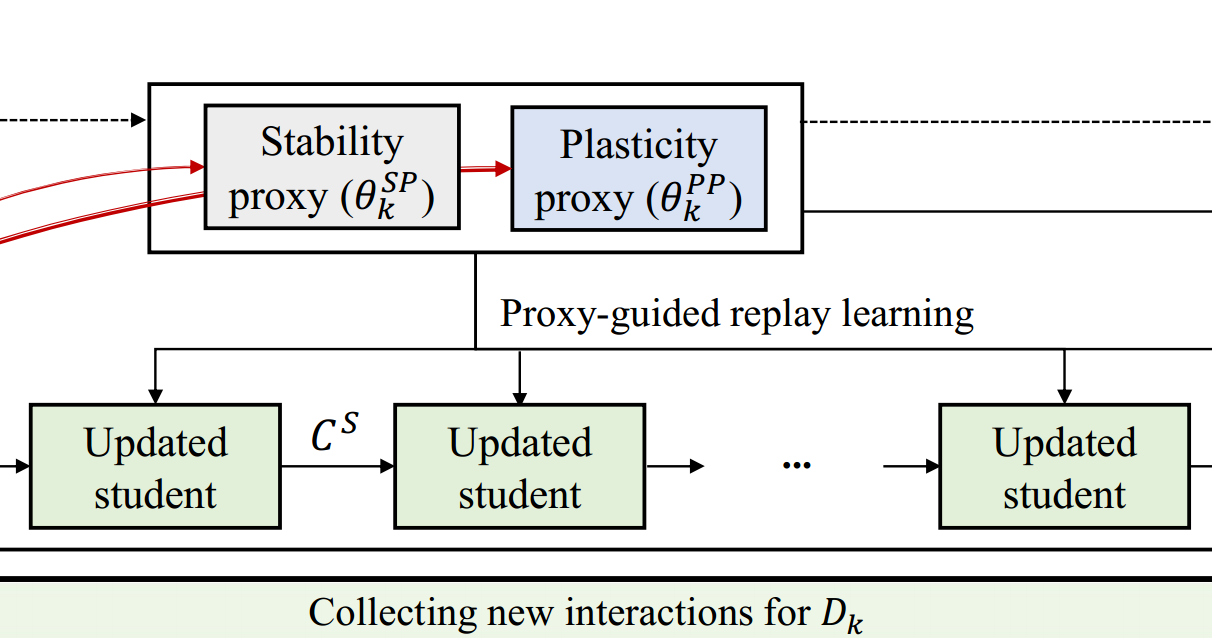 Stability
proxy (θ_k^{SP})
Plasticity
proxy (θ_k^{PP})
Proxy-guided replay learning
Updated
student
C^S
Updated
student
...
Updated
student
Collecting new interactions for D_k